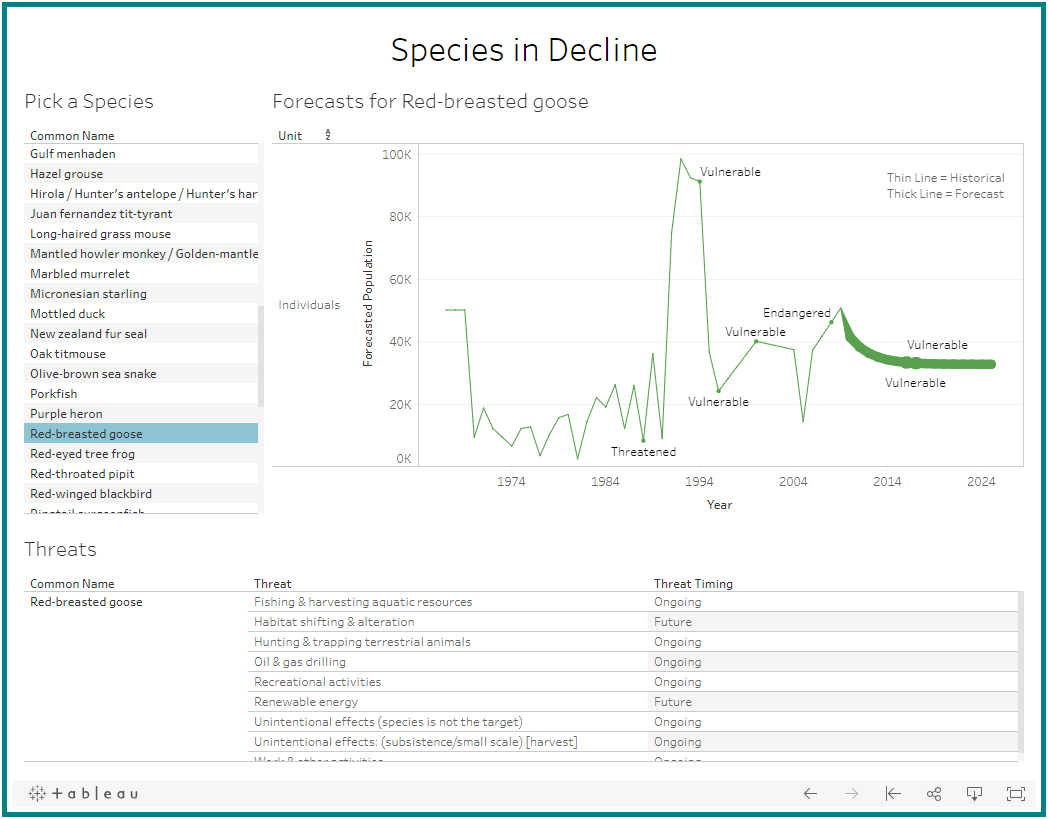 Species in Decline
Pick a Species
Common Name
Gulf menhaden
Hazel grouse
Hirola / Hunter’s antelope / Hunter’s har
Juan fernandez tit-tyrant
Long-haired grass mouse
Mantled howler monkey / Golden-mantle
Marbled murrelet
Micronesian starling
Mottled duck
New zealand fur seal
Oak titmouse
Olive-brown sea snake
Porkfish
Purple heron
Red-breasted goose
Red-eyed tree frog
Red-throated pipit
Red-winged blackbird
Forecasts for Red-breasted goose
Unit
Individuals
Forecasted Population
100K
80K
60K
40K
20K
0K
Thin Line = Historical
Thick Line = Forecast
Vulnerable
Endangered
Vulnerable
Vulnerable
Vulnerable
Vulnerable
Threatened
1974
1984
1994
2004
2014
2024
Year
Threats
Common Name Threat Threat Timing
Red-breasted goose Fishing & harvesting aquatic resources Ongoing
Habitat shifting & alteration Future
Hunting & trapping terrestrial animals Ongoing
Oil & gas drilling Ongoing
Recreational activities Ongoing
Renewable energy Future
Unintentional effects (species is not the target) Ongoing
Unintentional effects: (subsistence/small scale) [harvest] Ongoing
Work & other activities Ongoing
+ableau